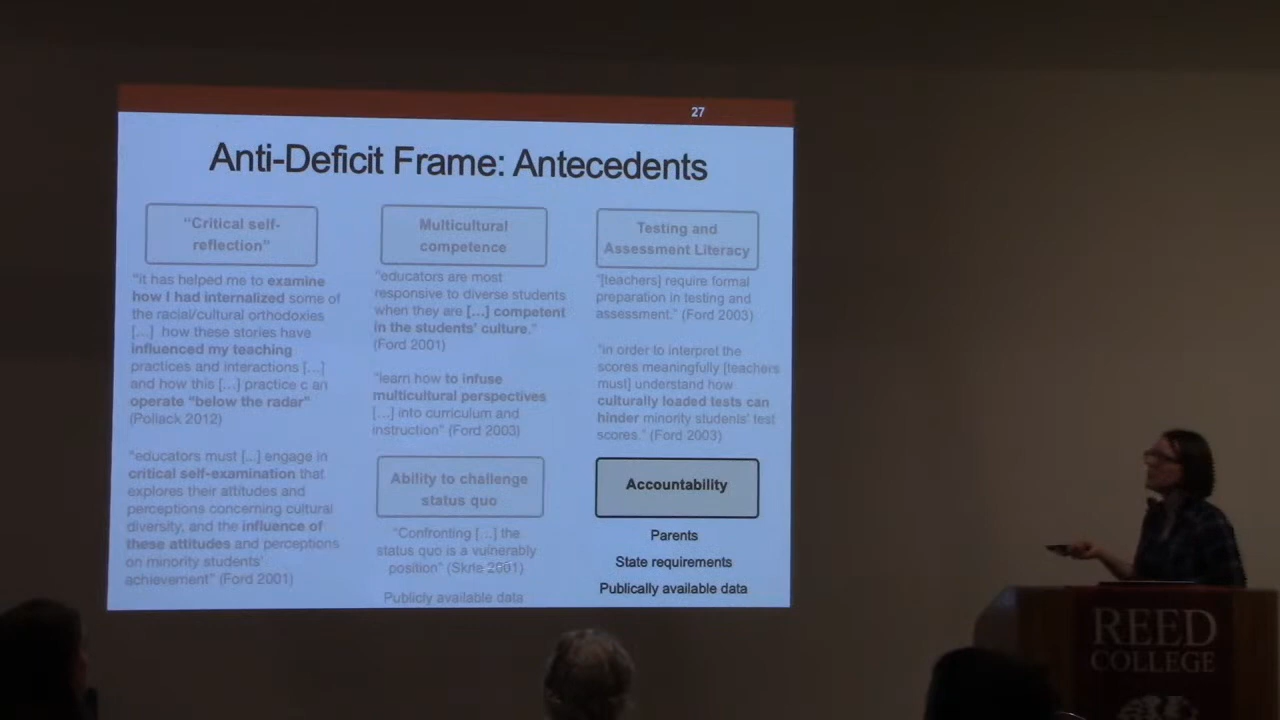 27
Anti-Deficit Frame: Antecedents
"Critical self-
reflection"
"it has helped me to examine
how I had internalized some of
the racial/cultural orthodoxies
[...] how these stories have
influenced my teaching
practices and interactions [...]
and how this [...] practice c an
operate "below the radar"
(Pollack 2012)
"educators must [...] engage in
critical self-examination that
explores their attitudes and
perceptions concerning cultural
diversity, and the influence of
these attitudes and perceptions
on minority students'
achievement" (Ford 2001)
Multicultural
competence
"educators are most
responsive to diverse students
when they are [...] competent
in the students' culture."
(Ford 2001)
"learn how to infuse
multicultural perspectives
[...] into curriculum and
instruction" (Ford 2003)
Ability to challenge
status quo
"Confronting [...] the
status quo is a vulnerably
position" (Skrla 2001)
Publicly available data
Testing and
Assessment Literacy
"[teachers] require formal
preparation in testing and
assessment." (Ford 2003)
"in order to interpret the
scores meaningfully [teachers
must] understand how
culturally loaded tests can
hinder minority students' test
scores." (Ford 2003)
Accountability
Parents
State requirements
Publically available data
REED
COLLEGE